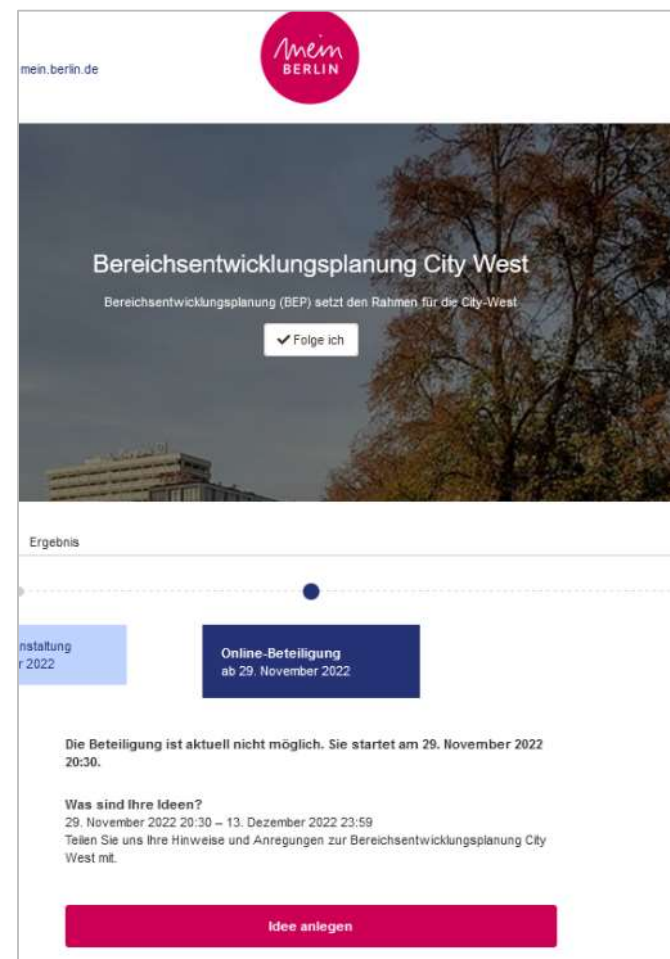 mein.berlin.de
Mein
BERLIN
Bereichsentwicklungsplanung City West
Bereichsentwicklungsplanung (BEP) setzt den Rahmen für die City-West
✔ Folge ich
Ergebnis
nstaltung
r 2022
Online-Beteiligung
ab 29. November 2022
Die Beteiligung ist aktuell nicht möglich. Sie startet am 29. November 2022
20:30.
Was sind Ihre Ideen?
29. November 2022 20:30 – 13. Dezember 2022 23:59
Teilen Sie uns Ihre Hinweise und Anregungen zur Bereichsentwicklungsplanung City
West mit.
Idee anlegen